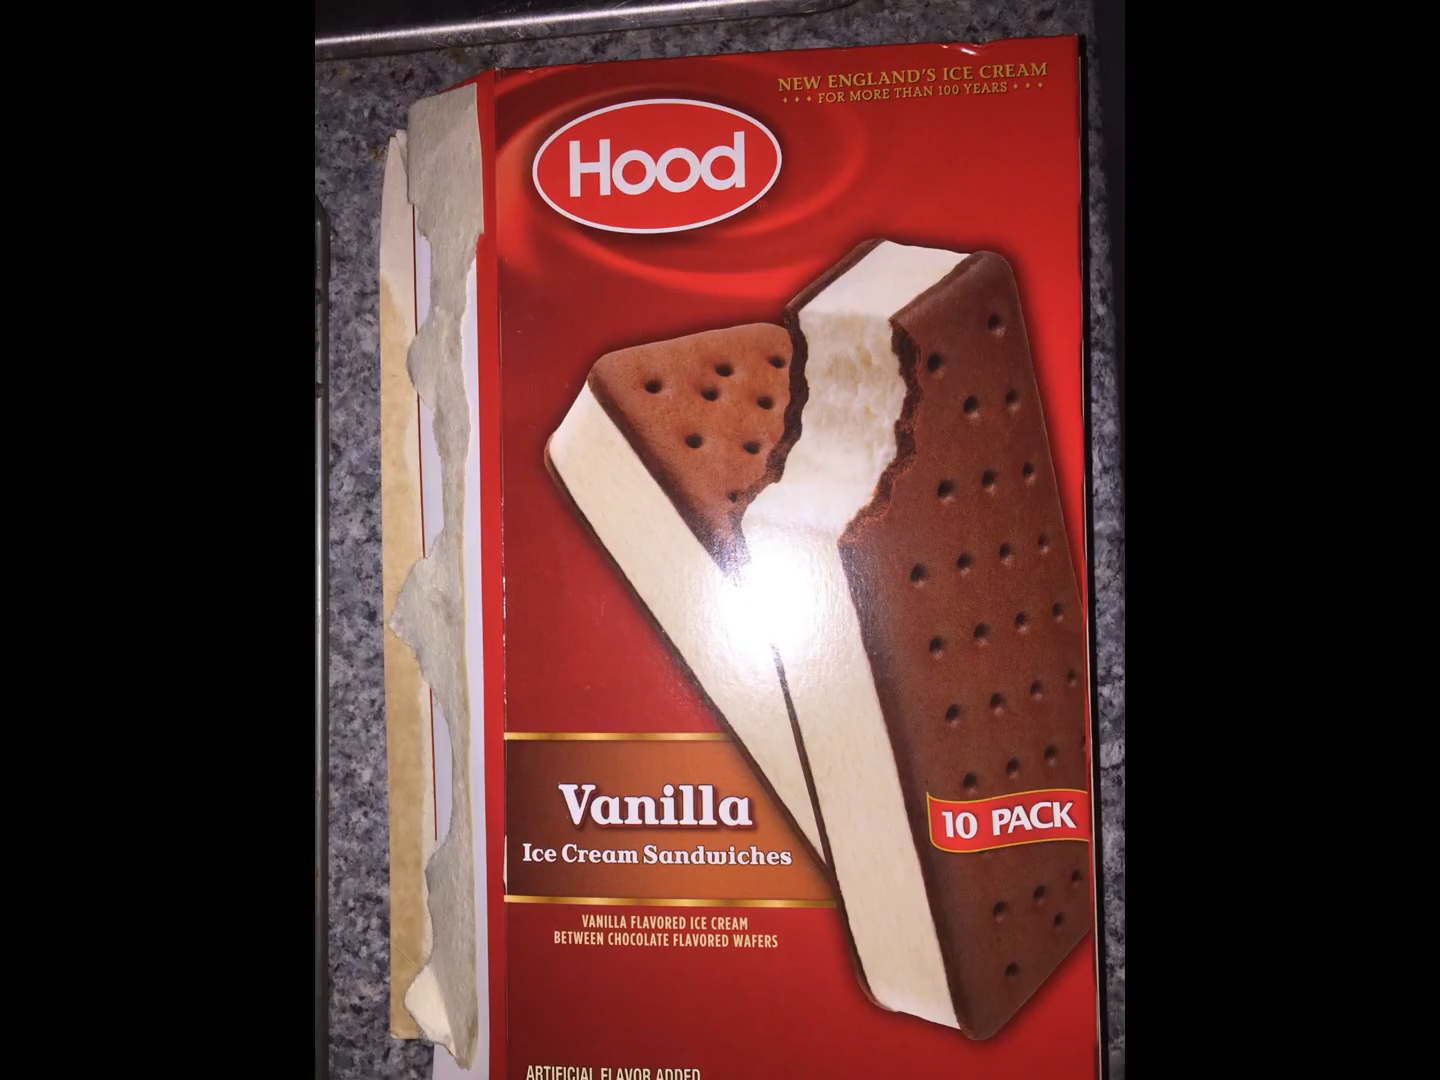 NEW ENGLAND'S ICE CREAM
• • • FOR MORE THAN 100 YEARS • • •
Hood
Vanilla
Ice Cream Sandwiches
10 PACK
VANILLA FLAVORED ICE CREAM
BETWEEN CHOCOLATE FLAVORED WAFERS
ARTIFICIAL FLAVOR ADDED